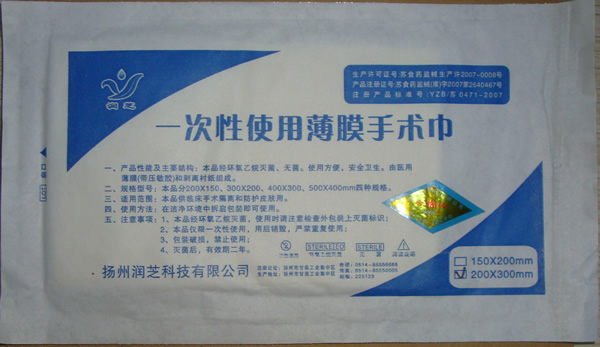 润芝
生产许可证号:苏食药监械生产许2007-0008号
产品注册证号:苏食药监械(准)字2007第2640467号
注册产品标准号:YZB/苏0471-2007
一次性使用薄膜手术巾
一、产品性能及主要结构:本品经环氧乙烷灭菌、无菌。使用方便、安全卫生。由医用
薄膜(带压敏胶)和剥离衬纸组成。
二、规格型号:本品分200X150、300X200、400X300、500X400mm四种规格。
三、适用范围:本品供临床手术隔离和防护皮肤用。
四、使用方法:在洁净环境中拆启包装即可使用。
五、注意事项:1、本品经环氧乙烷灭菌,使用时请注意检查外包装上灭菌标识;
2、本品仅限一次性使用,用后销毁,严禁重复使用;
3、包装破损,禁止使用;
4、灭菌后,有效期二年。
STERILE EO
STERILE
无菌
150X200mm
200X300mm
扬州润芝科技有限公司